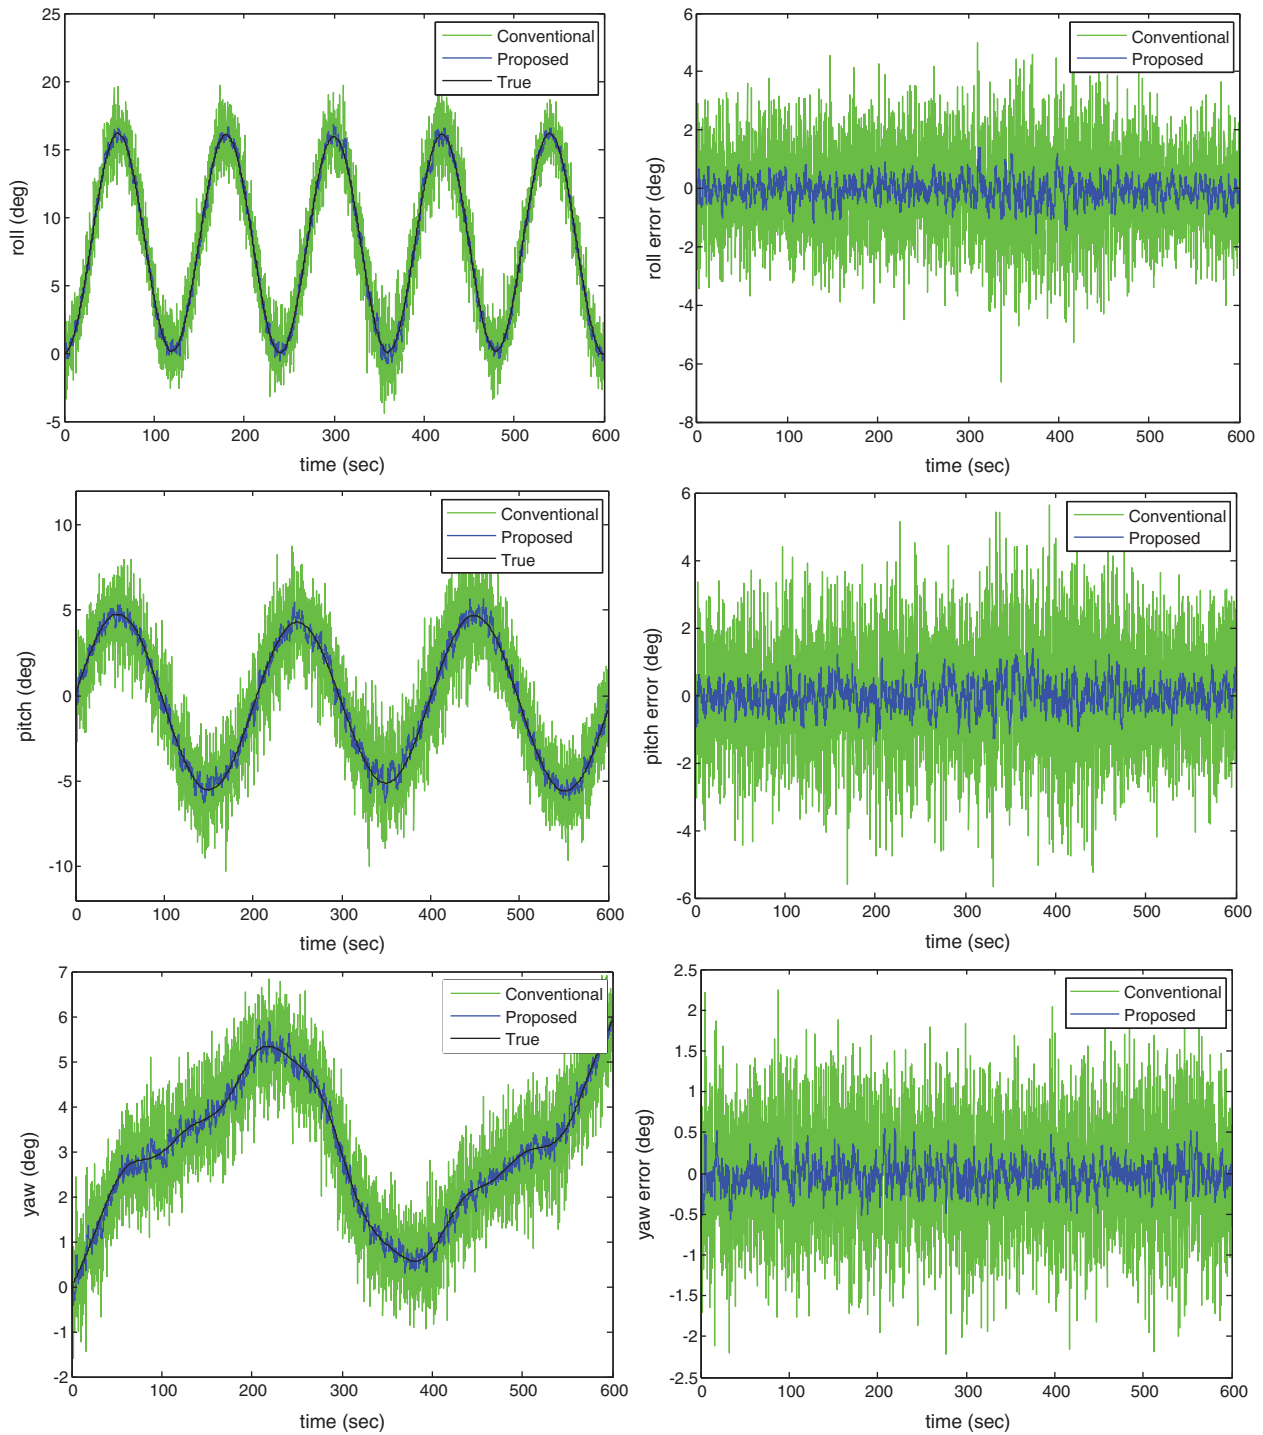 25
20
15
10
5
0
-5
roll (deg)
Conventional
Proposed
True
0 100 200 300 400 500 600
time (sec)
6
4
2
0
-2
-4
-6
-8
roll error (deg)
Conventional
Proposed
0 100 200 300 400 500 600
time (sec)
10
5
0
-5
-10
pitch (deg)
Conventional
Proposed
True
0 100 200 300 400 500 600
time (sec)
6
4
2
0
-2
-4
-6
pitch error (deg)
Conventional
Proposed
0 100 200 300 400 500 600
time (sec)
7
6
5
4
3
2
1
0
-1
-2
yaw (deg)
Conventional
Proposed
True
0 100 200 300 400 500 600
time (sec)
2.5
2
1.5
1
0.5
0
-0.5
-1
-1.5
-2
-2.5
yaw error (deg)
Conventional
Proposed
0 100 200 300 400 500 600
time (sec)